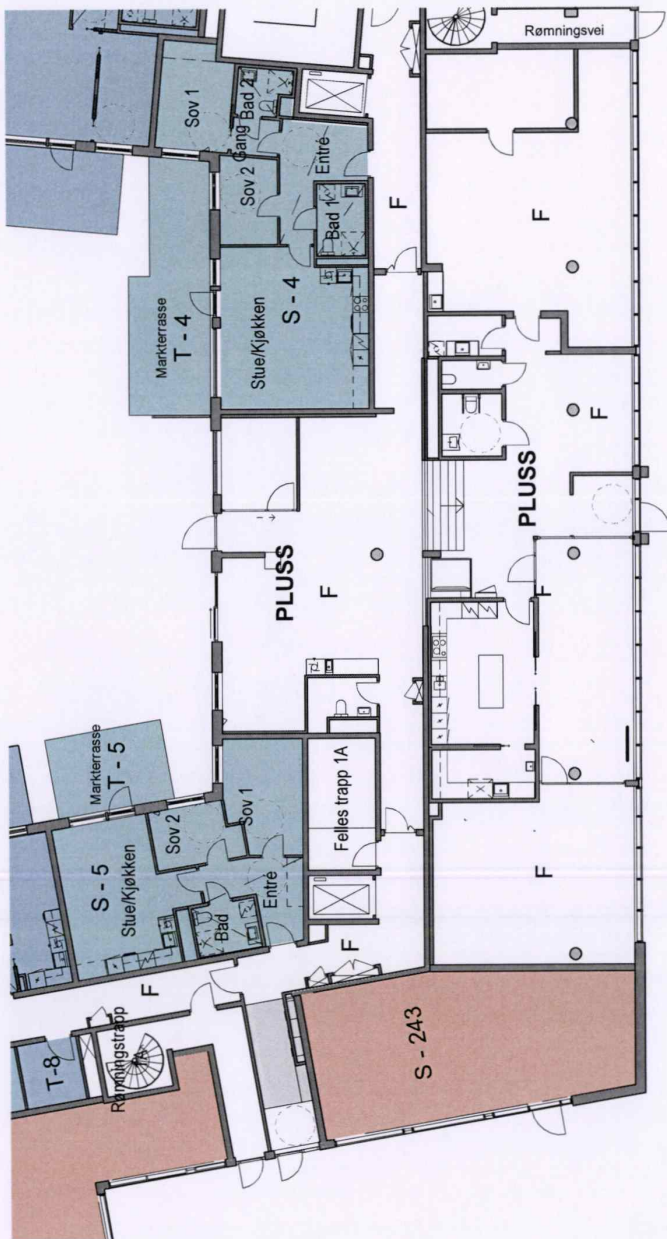 Rømningsvei
Sov 1
Bad 2
Gang
Sov 2
Entré
Bad 1
F
F
Markterrasse
T - 4
Stue/Kjøkken
S - 4
F
PLUSS
F
PLUSS
F
Markterrasse
T - 5
Sov 1
Felles trapp 1A
Sov 2
S - 5
Stue/Kjøkken
Entré
Bad
F
F
F
T-8
Rømningstrapp
S - 243